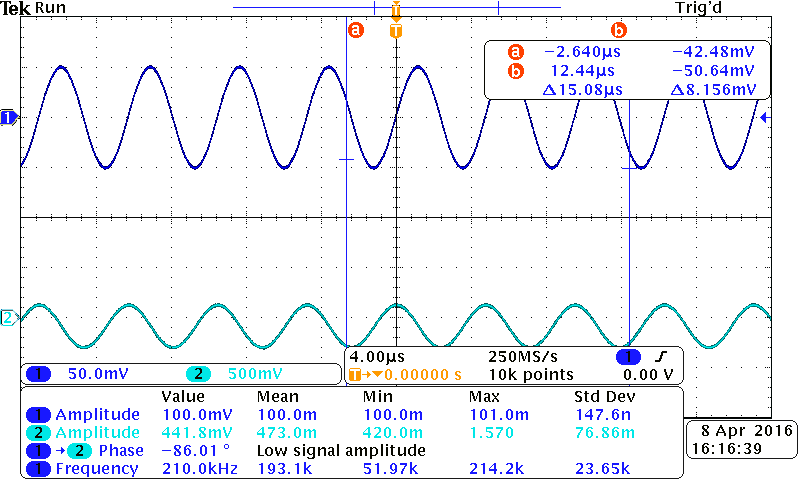 Tek Run Trig'd
a b
T T
a −2.640µs −42.48mV
b 12.44µs −50.64mV
Δ15.08µs Δ8.156mV
1
2
1 50.0mV 2 500mV
4.00µs 250MS/s 1
T→▼0.00000 s 10k points 0.00 V
Value Mean Min Max Std Dev
1 Amplitude 100.0mV 100.0m 100.0m 101.0m 147.6n
2 Amplitude 441.8mV 473.0m 420.0m 1.570 76.86m
1 → 2 Phase −86.01 ° Low signal amplitude
1 Frequency 210.0kHz 193.1k 51.97k 214.2k 23.65k
8 Apr 2016
16:16:39